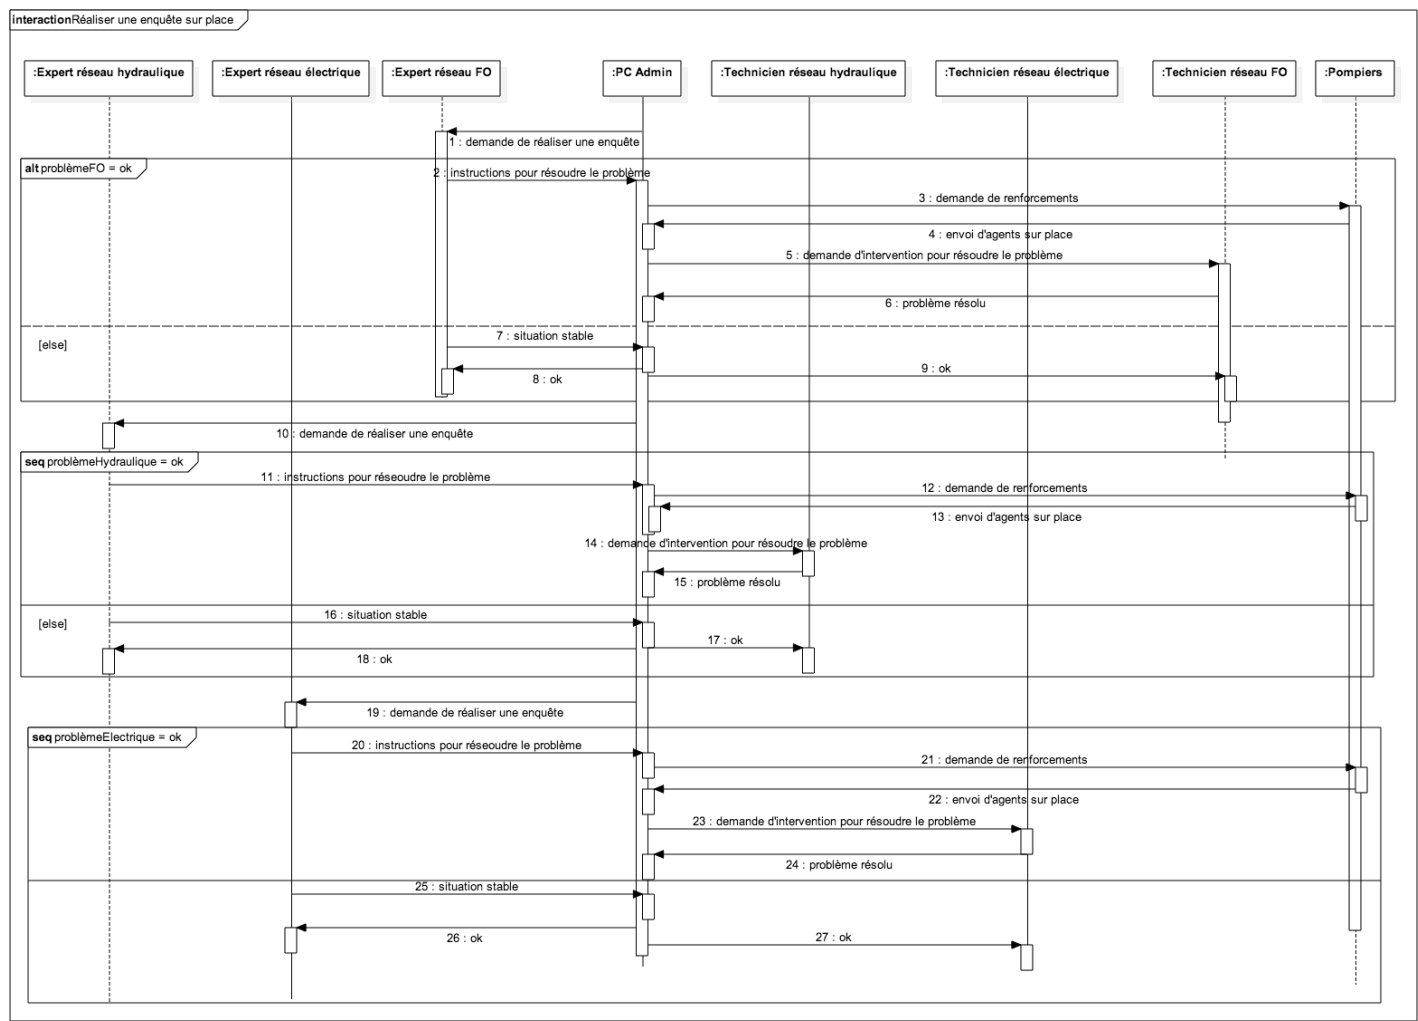 interactionRéaliser une enquête sur place
:Expert réseau hydraulique
:Expert réseau électrique
:Expert réseau FO
:PC Admin
:Technicien réseau hydraulique
:Technicien réseau électrique
:Technicien réseau FO
:Pompiers
1 : demande de réaliser une enquête
alt problèmeFO = ok
2 : instructions pour résoudre le problème
3 : demande de renforcements
4 : envoi d'agents sur place
5 : demande d'intervention pour résoudre le problème
6 : problème résolu
[else]
7 : situation stable
8 : ok
9 : ok
10 : demande de réaliser une enquête
seq problèmeHydraulique = ok
11 : instructions pour réseoudre le problème
12 : demande de renforcements
13 : envoi d'agents sur place
14 : demande d'intervention pour résoudre le problème
15 : problème résolu
[else]
16 : situation stable
17 : ok
18 : ok
19 : demande de réaliser une enquête
seq problèmeElectrique = ok
20 : instructions pour réseoudre le problème
21 : demande de renforcements
22 : envoi d'agents sur place
23 : demande d'intervention pour résoudre le problème
24 : problème résolu
25 : situation stable
26 : ok
27 : ok